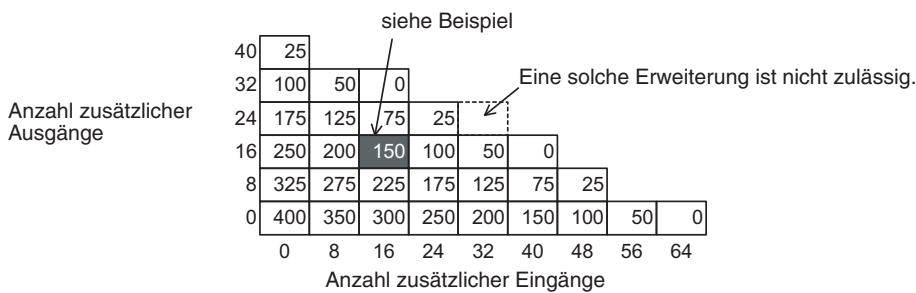 siehe Beispiel
40 25
32 100 50 0
Eine solche Erweiterung ist nicht zulässig.
Anzahl zusätzlicher
Ausgänge
24 175 125 75 25
16 250 200 150 100 50 0
8 325 275 225 175 125 75 25
0 400 350 300 250 200 150 100 50 0
0 8 16 24 32 40 48 56 64
Anzahl zusätzlicher Eingänge